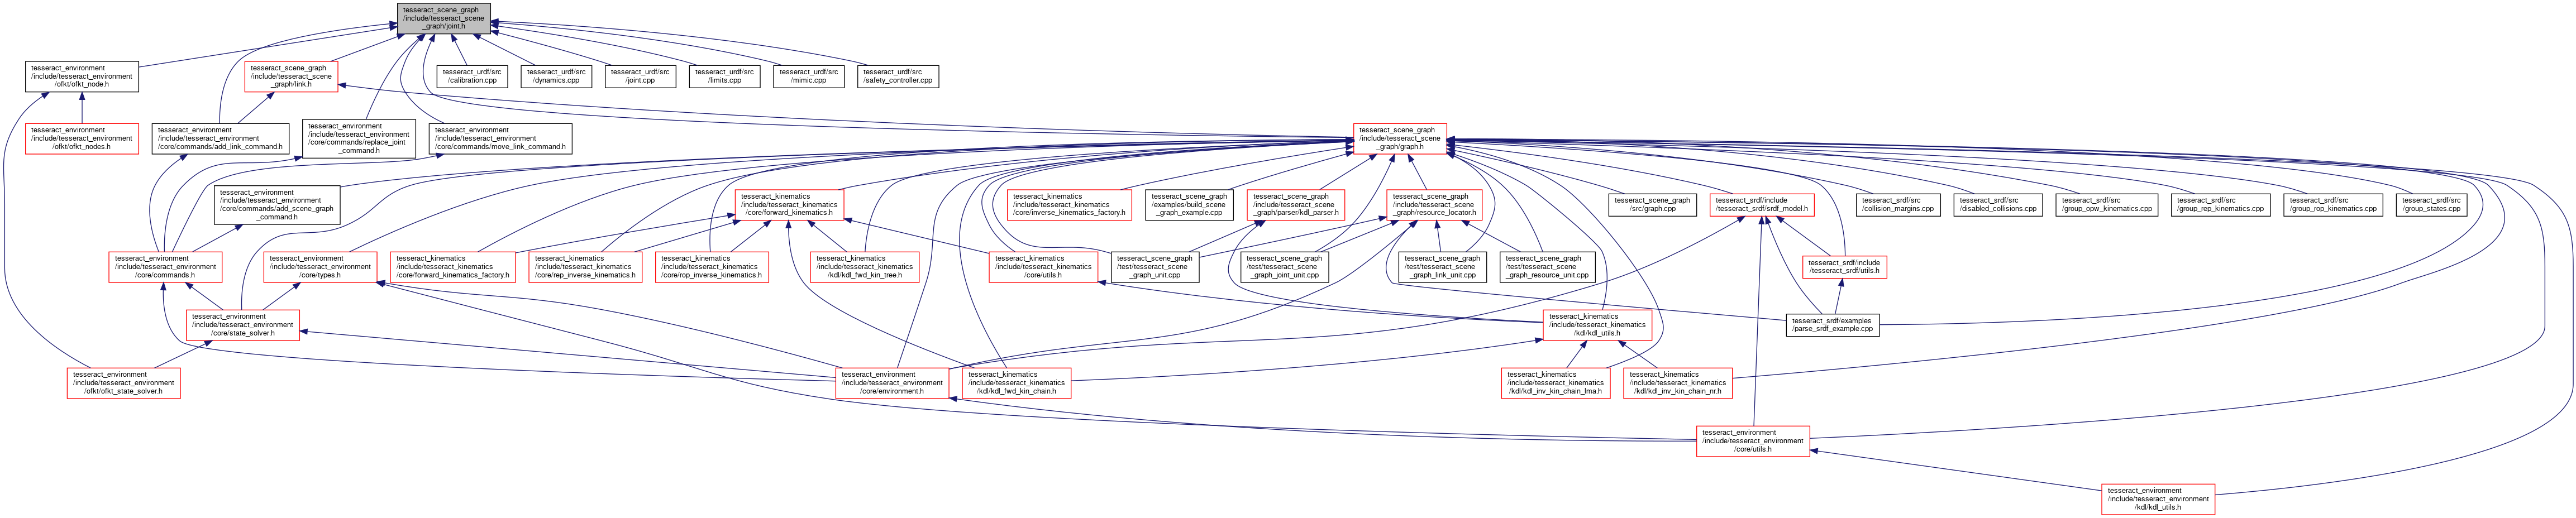 tesseract_scene_graph
/include/tesseract_scene
_graph/joint.h
tesseract_environment
/include/tesseract_environment
/ofkt/ofkt_node.h
tesseract_scene_graph
/include/tesseract_scene
_graph/link.h
tesseract_urdf/src
/calibration.cpp
tesseract_urdf/src
/dynamics.cpp
tesseract_urdf/src
/joint.cpp
tesseract_urdf/src
/limits.cpp
tesseract_urdf/src
/mimic.cpp
tesseract_urdf/src
/safety_controller.cpp
tesseract_environment
/include/tesseract_environment
/ofkt/ofkt_nodes.h
tesseract_environment
/include/tesseract_environment
/core/commands/add_link_command.h
tesseract_environment
/include/tesseract_environment
/core/commands/replace_joint
_command.h
tesseract_environment
/include/tesseract_environment
/core/commands/move_link_command.h
tesseract_scene_graph
/include/tesseract_scene
_graph/graph.h
tesseract_environment
/include/tesseract_environment
/core/commands/add_scene_graph
_command.h
tesseract_kinematics
/include/tesseract_kinematics
/core/forward_kinematics.h
tesseract_kinematics
/include/tesseract_kinematics
/core/inverse_kinematics_factory.h
tesseract_scene_graph
/examples/build_scene
_graph_example.cpp
tesseract_scene_graph
/include/tesseract_scene
_graph/parser/kdl_parser.h
tesseract_scene_graph
/include/tesseract_scene
_graph/resource_locator.h
tesseract_scene_graph
/src/graph.cpp
tesseract_srdf/include
/tesseract_srdf/srdf_model.h
tesseract_srdf/src
/collision_margins.cpp
tesseract_srdf/src
/disabled_collisions.cpp
tesseract_srdf/src
/group_opw_kinematics.cpp
tesseract_srdf/src
/group_rep_kinematics.cpp
tesseract_srdf/src
/group_rop_kinematics.cpp
tesseract_srdf/src
/group_states.cpp
tesseract_environment
/include/tesseract_environment
/core/commands.h
tesseract_environment
/include/tesseract_environment
/core/types.h
tesseract_kinematics
/include/tesseract_kinematics
/core/forward_kinematics_factory.h
tesseract_kinematics
/include/tesseract_kinematics
/core/rep_inverse_kinematics.h
tesseract_kinematics
/include/tesseract_kinematics
/core/rop_inverse_kinematics.h
tesseract_kinematics
/include/tesseract_kinematics
/kdl/kdl_fwd_kin_tree.h
tesseract_kinematics
/include/tesseract_kinematics
/core/utils.h
tesseract_scene_graph
/test/tesseract_scene
_graph_unit.cpp
tesseract_scene_graph
/test/tesseract_scene
_graph_joint_unit.cpp
tesseract_scene_graph
/test/tesseract_scene
_graph_link_unit.cpp
tesseract_scene_graph
/test/tesseract_scene
_graph_resource_unit.cpp
tesseract_srdf/include
/tesseract_srdf/utils.h
tesseract_environment
/include/tesseract_environment
/core/state_solver.h
tesseract_kinematics
/include/tesseract_kinematics
/kdl/kdl_utils.h
tesseract_srdf/examples
/parse_srdf_example.cpp
tesseract_environment
/include/tesseract_environment
/ofkt/ofkt_state_solver.h
tesseract_environment
/include/tesseract_environment
/core/environment.h
tesseract_kinematics
/include/tesseract_kinematics
/kdl/kdl_fwd_kin_chain.h
tesseract_kinematics
/include/tesseract_kinematics
/kdl/kdl_inv_kin_chain_lma.h
tesseract_kinematics
/include/tesseract_kinematics
/kdl/kdl_inv_kin_chain_nr.h
tesseract_environment
/include/tesseract_environment
/core/utils.h
tesseract_environment
/include/tesseract_environment
/kdl/kdl_utils.h